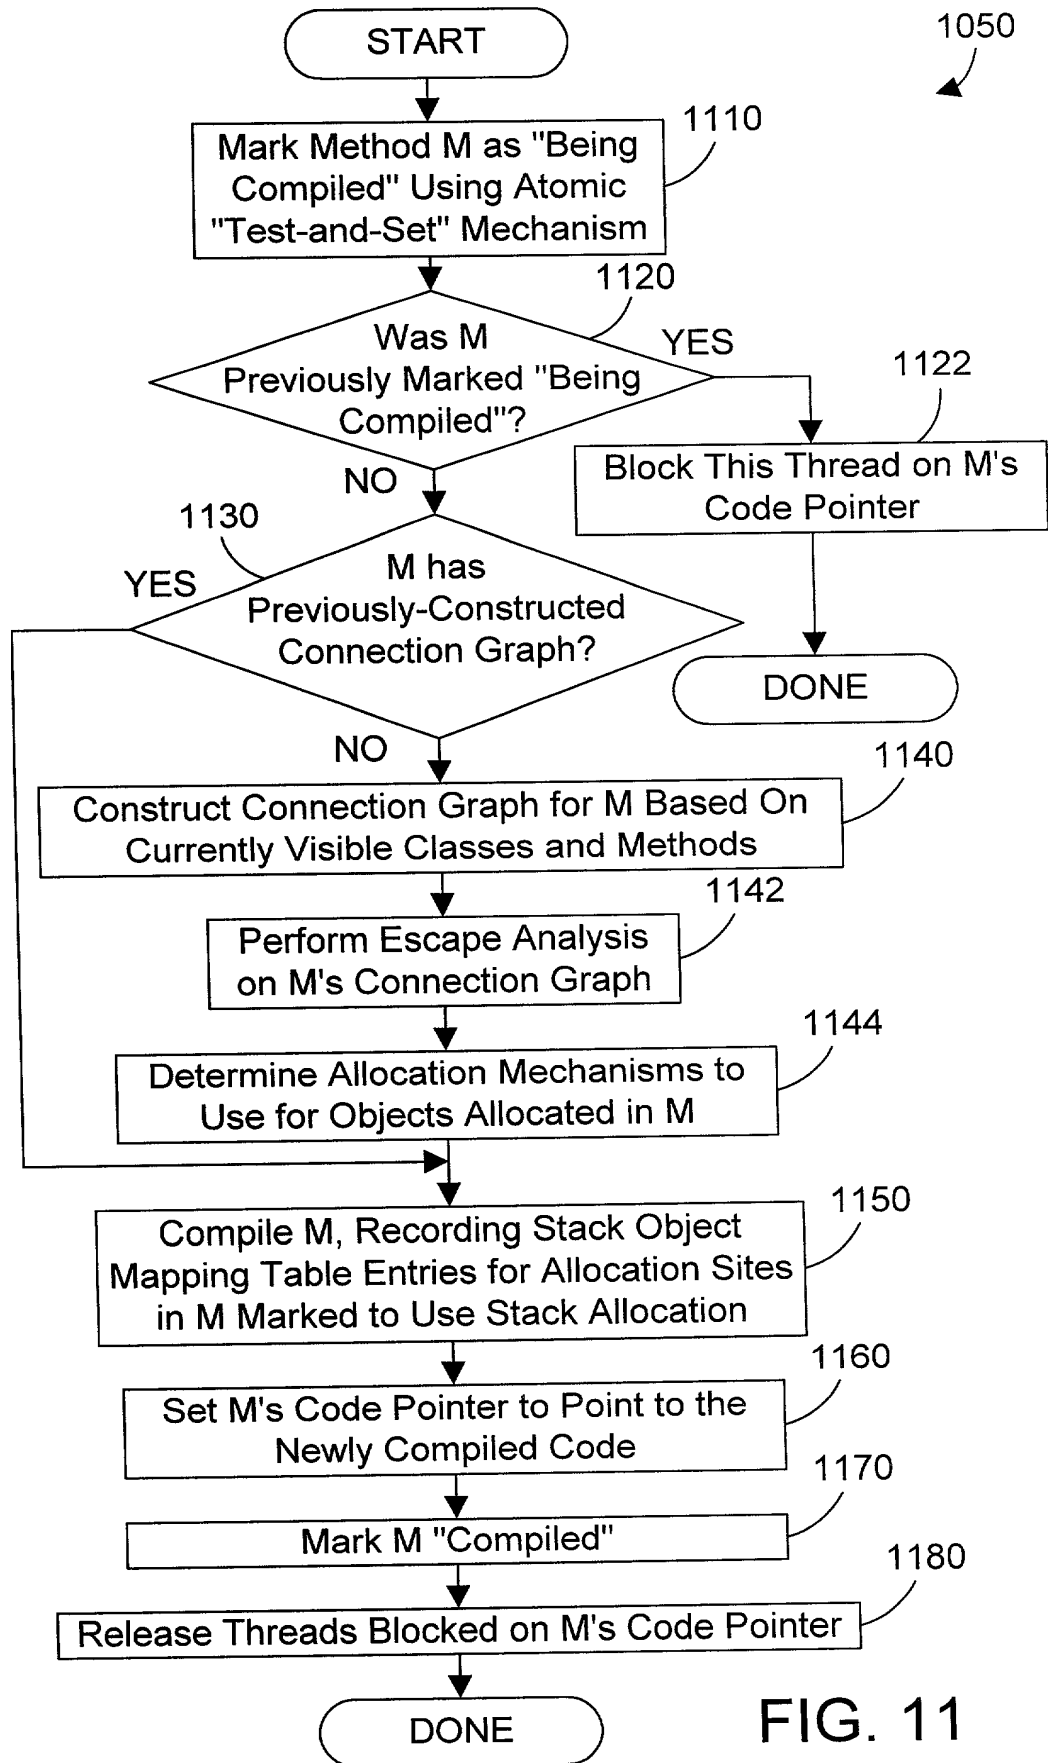 START
1050
1110
Mark Method M as "Being
Compiled" Using Atomic
"Test-and-Set" Mechanism
1120
Was M
Previously Marked "Being
Compiled"?
YES
1122
Block This Thread on M's
Code Pointer
NO
1130
YES
M has
Previously-Constructed
Connection Graph?
DONE
NO
1140
Construct Connection Graph for M Based On
Currently Visible Classes and Methods
1142
Perform Escape Analysis
on M's Connection Graph
1144
Determine Allocation Mechanisms to
Use for Objects Allocated in M
1150
Compile M, Recording Stack Object
Mapping Table Entries for Allocation Sites
in M Marked to Use Stack Allocation
1160
Set M's Code Pointer to Point to the
Newly Compiled Code
1170
Mark M "Compiled"
1180
Release Threads Blocked on M's Code Pointer
DONE
FIG. 11